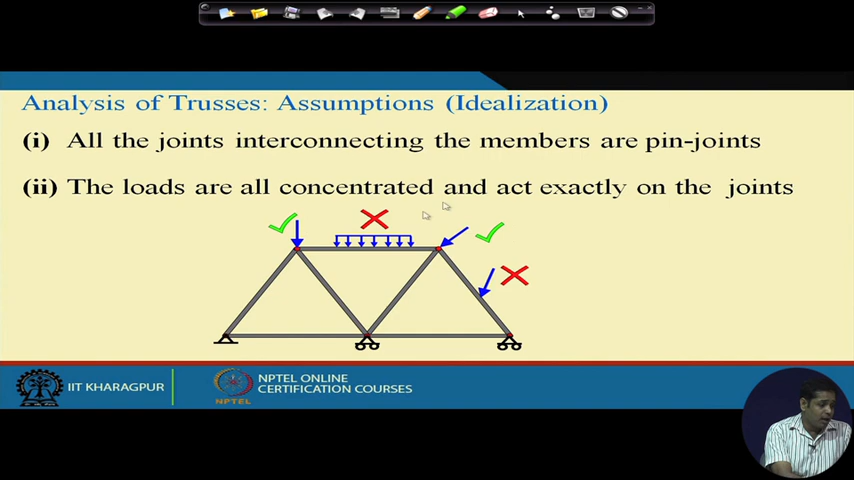 Analysis of Trusses: Assumptions (Idealization)
(i) All the joints interconnecting the members are pin-joints
(ii) The loads are all concentrated and act exactly on the joints
IIT KHARAGPUR
NPTEL
NPTEL ONLINE
CERTIFICATION COURSES